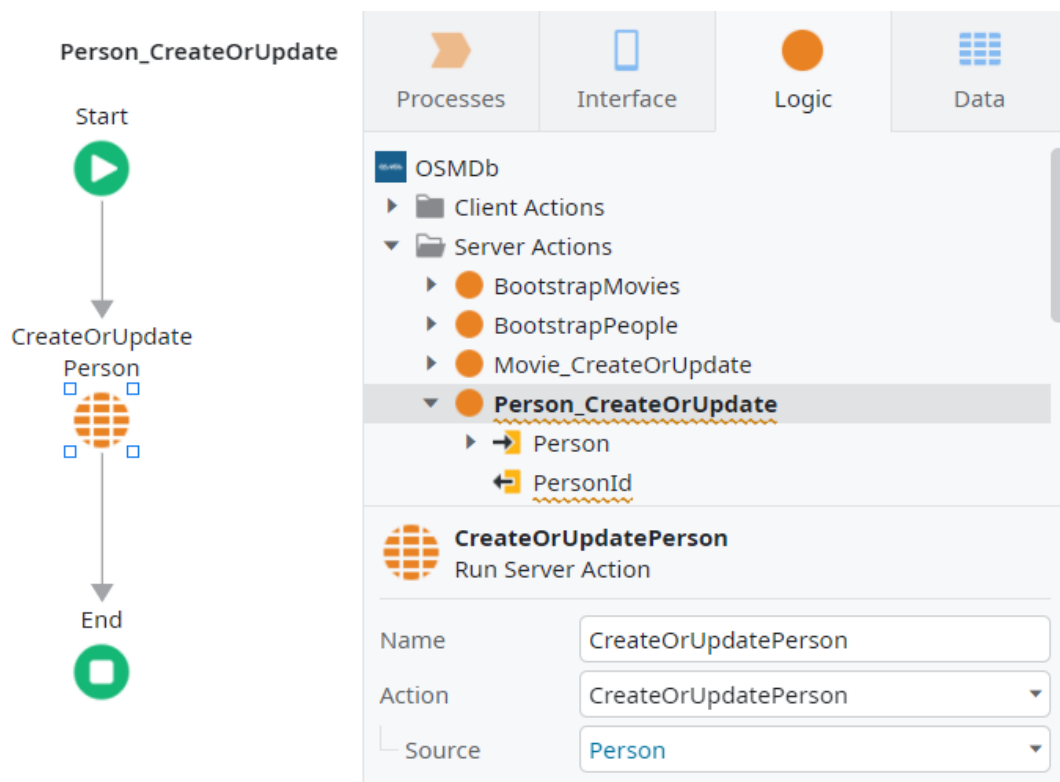 Person_CreateOrUpdate
Start
CreateOrUpdate
Person
End
Processes
Interface
Logic
Data
OSMDb
Client Actions
Server Actions
BootstrapMovies
BootstrapPeople
Movie_CreateOrUpdate
Person_CreateOrUpdate
Person
PersonId
CreateOrUpdatePerson
Run Server Action
Name
CreateOrUpdatePerson
Action
CreateOrUpdatePerson
Source
Person